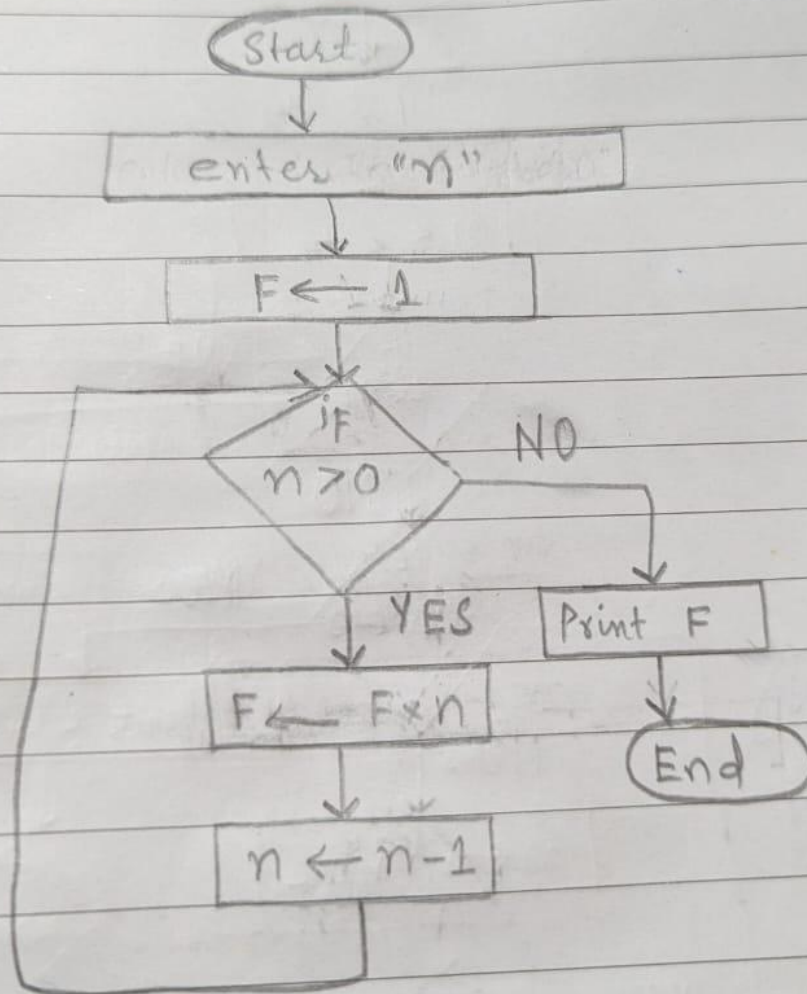 Start
enter "n"
F ← 1
if
n > 0
NO
YES
Print F
F ← F × n
End
n ← n - 1